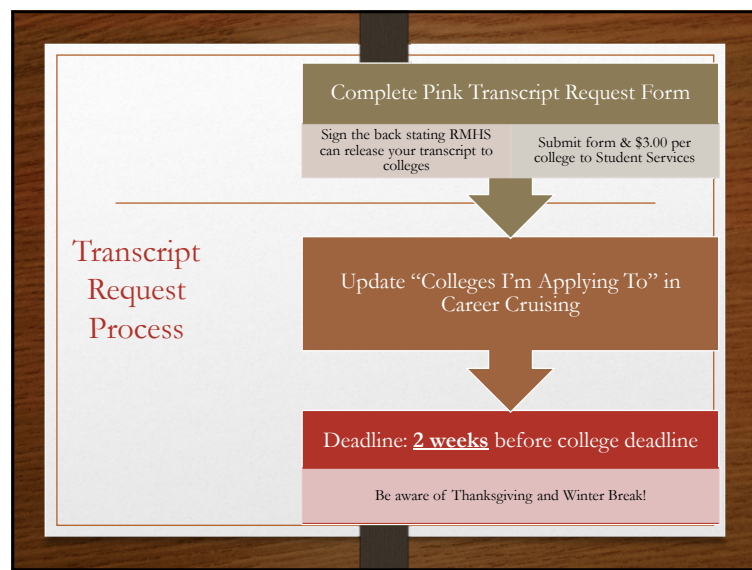 Transcript
Request
Process
Complete Pink Transcript Request Form
Sign the back stating RMHS
can release your transcript to
colleges
Submit form & $3.00 per
college to Student Services
Update “Colleges I’m Applying To” in
Career Cruising
Deadline: 2 weeks before college deadline
Be aware of Thanksgiving and Winter Break!